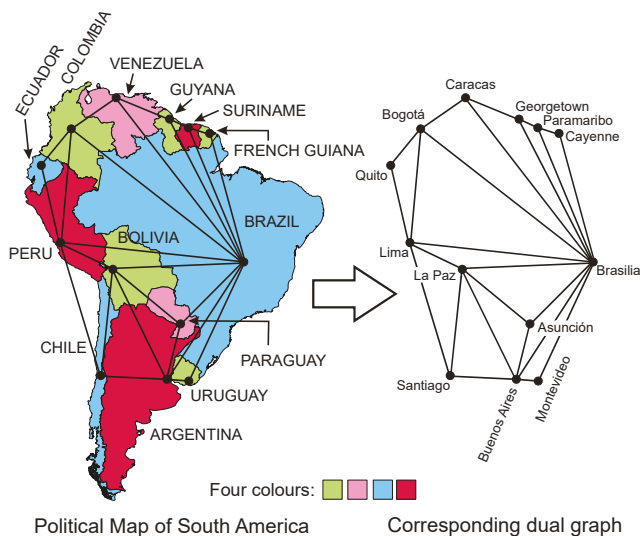 ECUADOR
COLOMBIA
VENEZUELA
GUYANA
SURINAME
FRENCH GUIANA
BRAZIL
PERU
BOLIVIA
CHILE
PARAGUAY
URUGUAY
ARGENTINA
Caracas
Georgetown
Paramaribo
Cayenne
Bogotá
Quito
Lima
La Paz
Brasilia
Asunción
Santiago
Buenos Aires
Montevideo
Four colours:
Political Map of South America
Corresponding dual graph